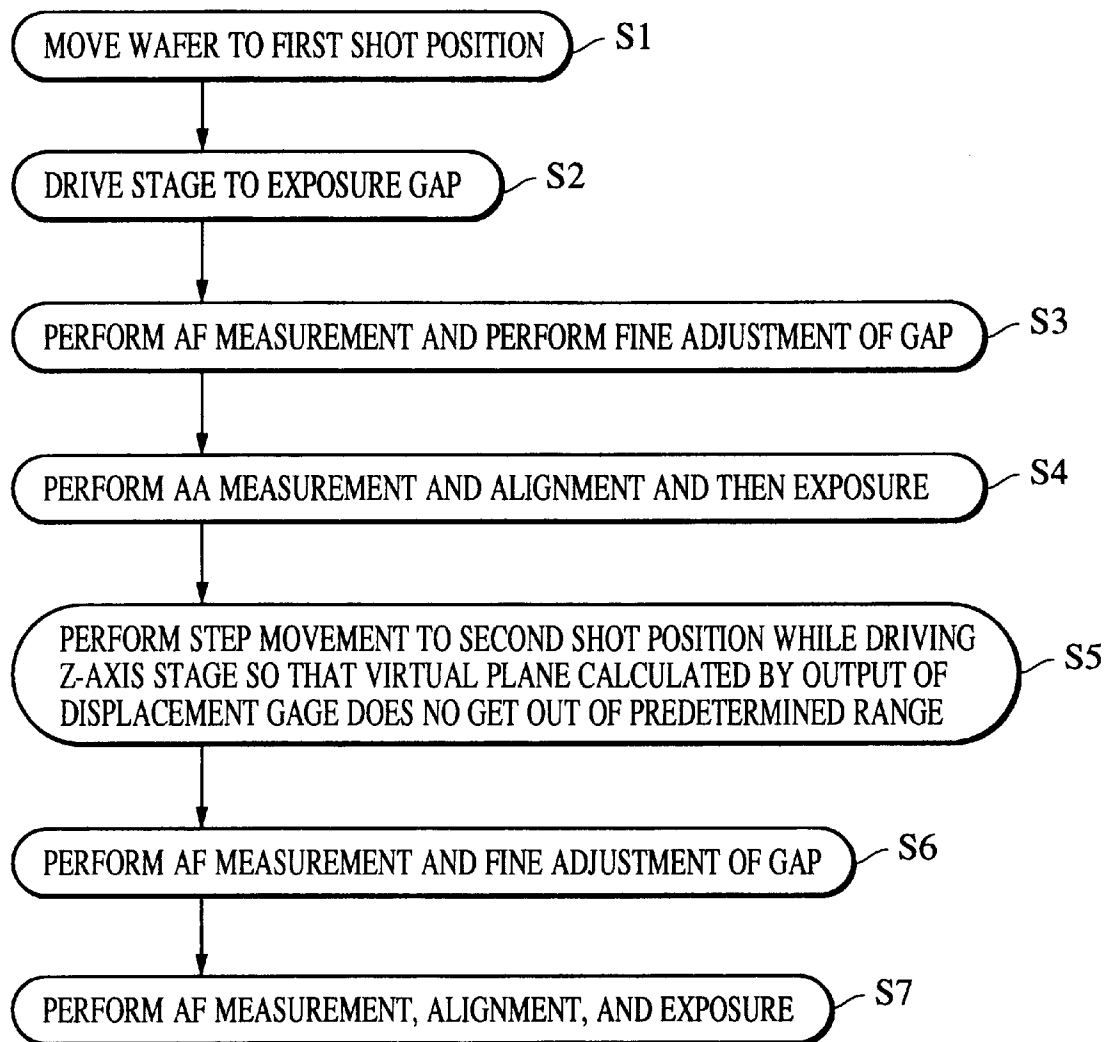 MOVE WAFER TO FIRST SHOT POSITION S1
DRIVE STAGE TO EXPOSURE GAP S2
PERFORM AF MEASUREMENT AND PERFORM FINE ADJUSTMENT OF GAP S3
PERFORM AA MEASUREMENT AND ALIGNMENT AND THEN EXPOSURE S4
PERFORM STEP MOVEMENT TO SECOND SHOT POSITION WHILE DRIVING
Z-AXIS STAGE SO THAT VIRTUAL PLANE CALCULATED BY OUTPUT OF S5
DISPLACEMENT GAGE DOES NO GET OUT OF PREDETERMINED RANGE
PERFORM AF MEASUREMENT AND FINE ADJUSTMENT OF GAP S6
PERFORM AF MEASUREMENT, ALIGNMENT, AND EXPOSURE S7